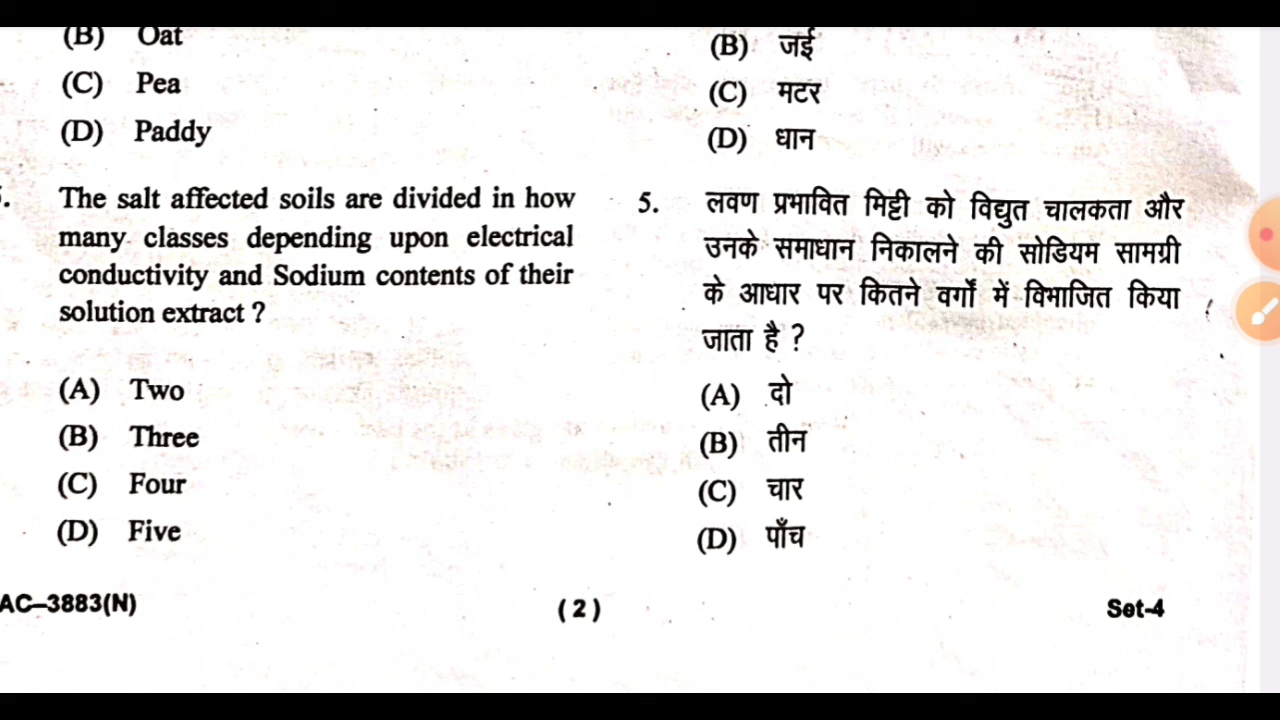 (B) Oat
(C) Pea
(D) Paddy
5. The salt affected soils are divided in how
many classes depending upon electrical
conductivity and Sodium contents of their
solution extract ?
(A) Two
(B) Three
(C) Four
(D) Five
(B) जई
(C) मटर
(D) धान
5. लवण प्रभावित मिट्टी को विद्युत चालकता और
उनके समाधान निकालने की सोडियम सामग्री
के आधार पर कितने वर्गों में विभाजित किया
जाता है ?
(A) दो
(B) तीन
(C) चार
(D) पाँच
AC–3883(N) ( 2 ) Set-4